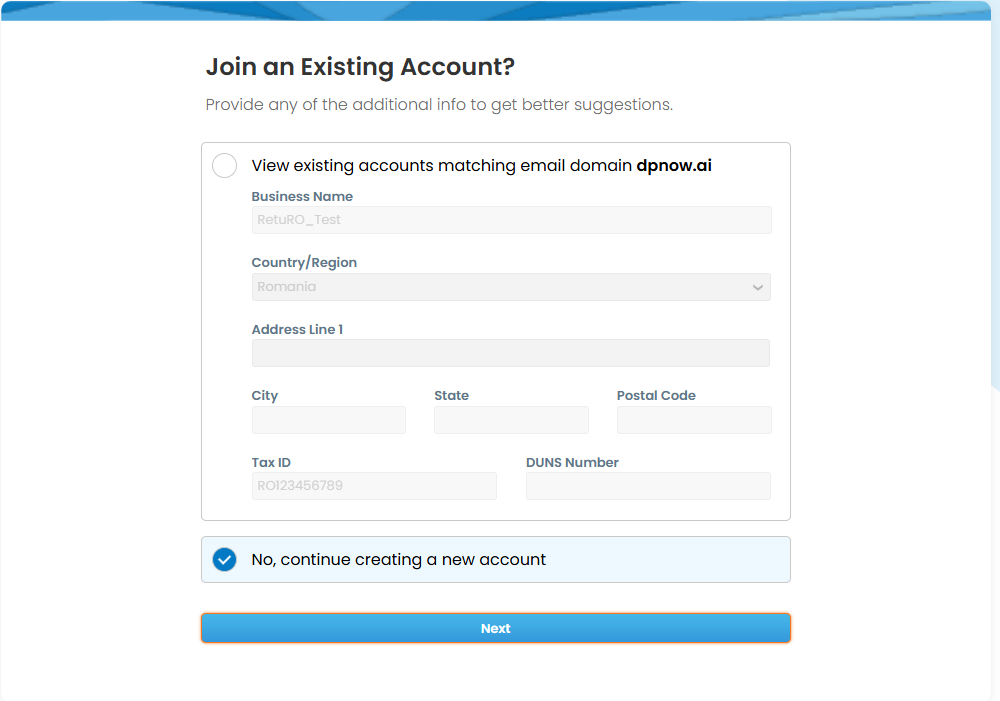 Join an Existing Account?
Provide any of the additional info to get better suggestions.
View existing accounts matching email domain dpnow.ai
Business Name
RetuRO_Test
Country/Region
Romania
Address Line 1
City State Postal Code
Tax ID DUNS Number
RO123456789
No, continue creating a new account
Next